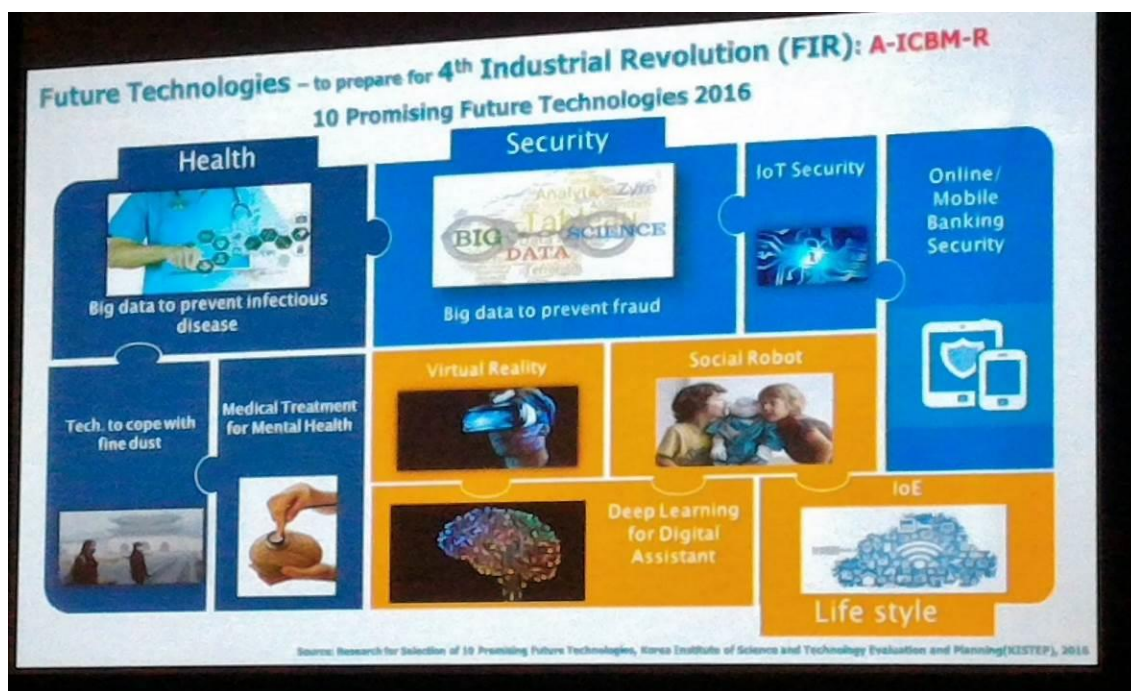 Future Technologies – to prepare for 4th Industrial Revolution (FIR): A-ICBM-R
10 Promising Future Technologies 2016
Health
Big data to prevent infectious
disease
Security
Analytics Zyme
Tableau
BIG
SCIENCE
DATA
Big data to prevent fraud
IoT Security
Online/
Mobile
Banking
Security
Tech. to cope with
fine dust
Medical Treatment
for Mental Health
Virtual Reality
Social Robot
Deep Learning
for Digital
Assistant
IoE
Life style
Source: Research for Selection of 10 Promising Future Technologies, Korea Institute of Science and Technology Evaluation and Planning(KISTEP), 2016